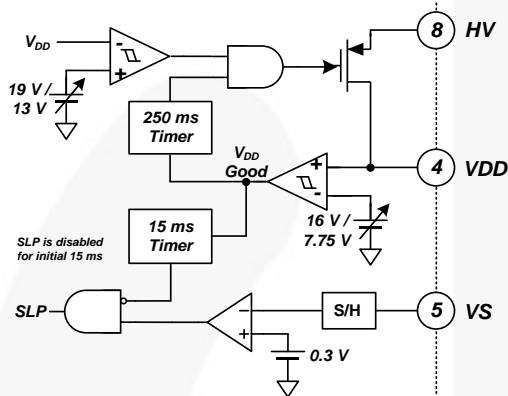 V_DD
-
+
19 V /
13 V
8
HV
250 ms
Timer
V_DD
Good
+
-
4
VDD
16 V /
7.75 V
15 ms
Timer
SLP is disabled
for initial 15 ms
SLP
-
+
S/H
5
VS
0.3 V